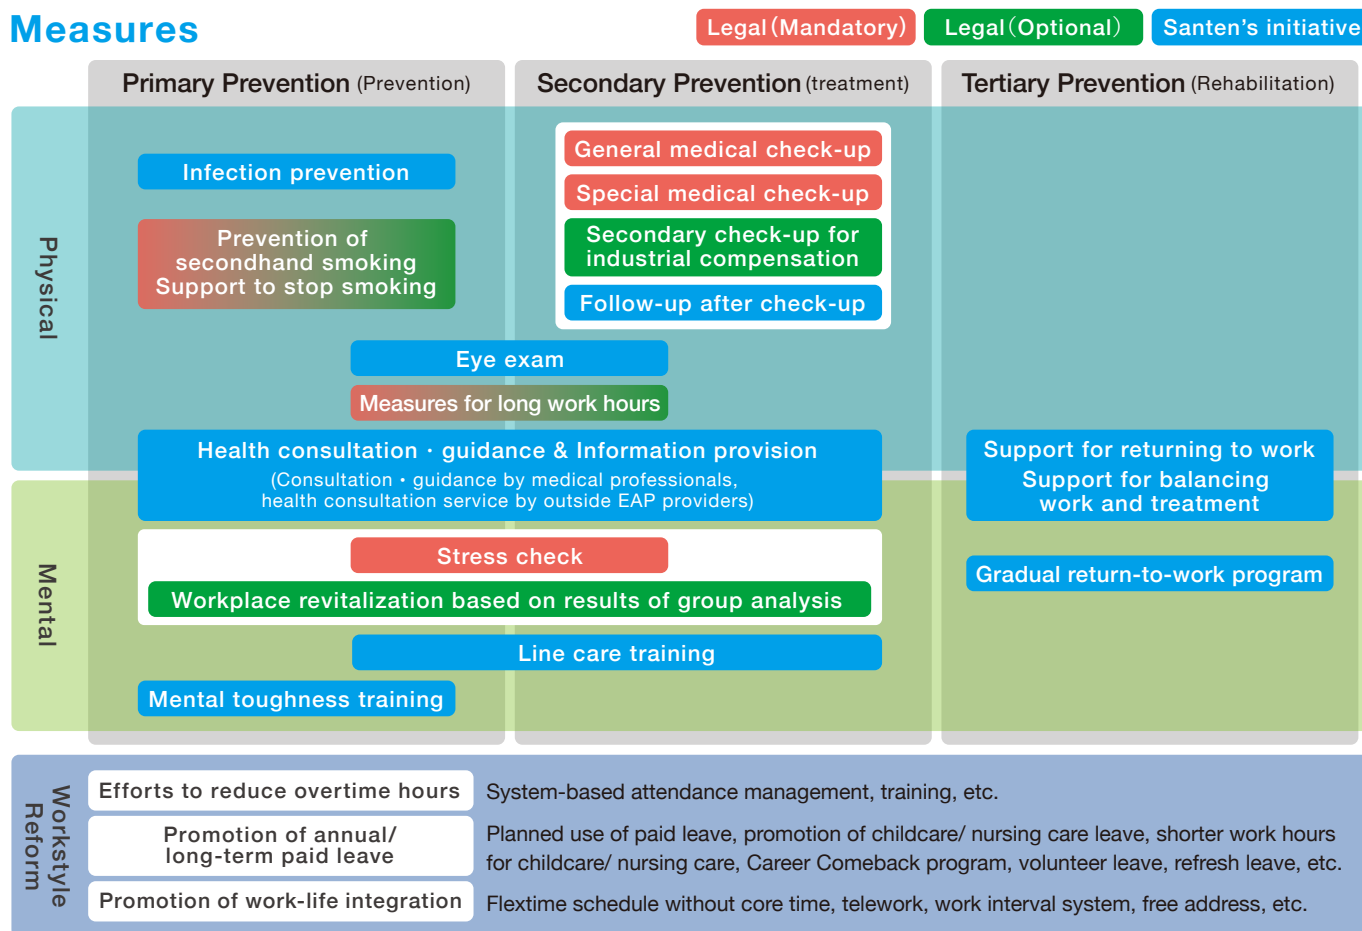 Measures
Legal(Mandatory)
Legal(Optional)
Santen's initiative
Primary Prevention (Prevention)
Secondary Prevention (treatment)
Tertiary Prevention (Rehabilitation)
Physical
Infection prevention
Prevention of
secondhand smoking
Support to stop smoking
General medical check-up
Special medical check-up
Secondary check-up for
industrial compensation
Follow-up after check-up
Eye exam
Measures for long work hours
Health consultation・guidance & Information provision
(Consultation・guidance by medical professionals,
health consultation service by outside EAP providers)
Support for returning to work
Support for balancing
work and treatment
Mental
Stress check
Workplace revitalization based on results of group analysis
Gradual return-to-work program
Line care training
Mental toughness training
Workstyle
Reform
Efforts to reduce overtime hours
System-based attendance management, training, etc.
Promotion of annual/
long-term paid leave
Planned use of paid leave, promotion of childcare/ nursing care leave, shorter work hours
for childcare/ nursing care, Career Comeback program, volunteer leave, refresh leave, etc.
Promotion of work-life integration
Flextime schedule without core time, telework, work interval system, free address, etc.